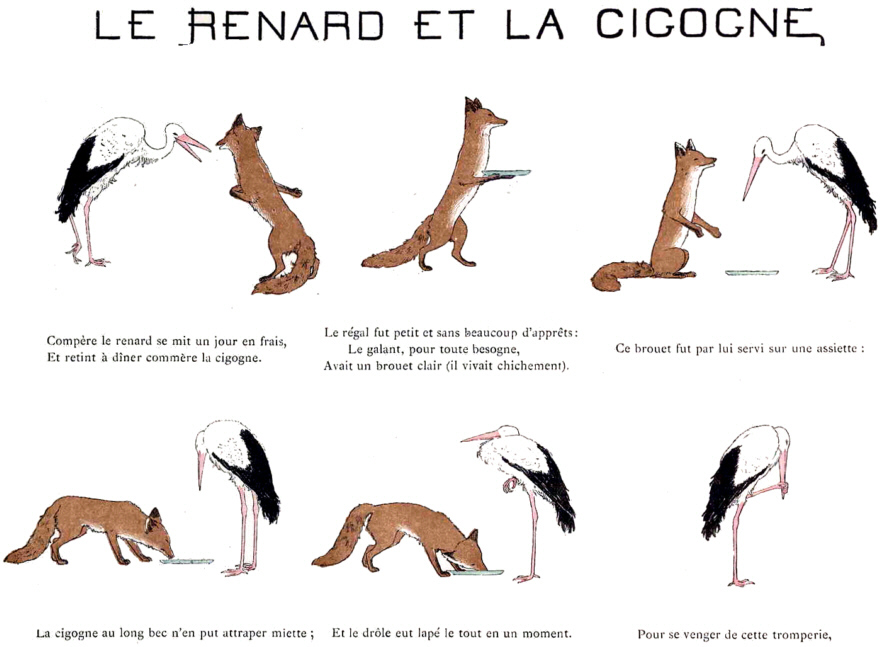 LE RENARD ET LA CIGOGNE
Compère le renard se mit un jour en frais,
Et retint à dîner commère la cigogne.
Le régal fut petit et sans beaucoup d'apprêts :
Le galant, pour toute besogne,
Avait un brouet clair (il vivait chichement).
Ce brouet fut par lui servi sur une assiette :
La cigogne au long bec n'en put attraper miette ;
Et le drôle eut lapé le tout en un moment.
Pour se venger de cette tromperie,